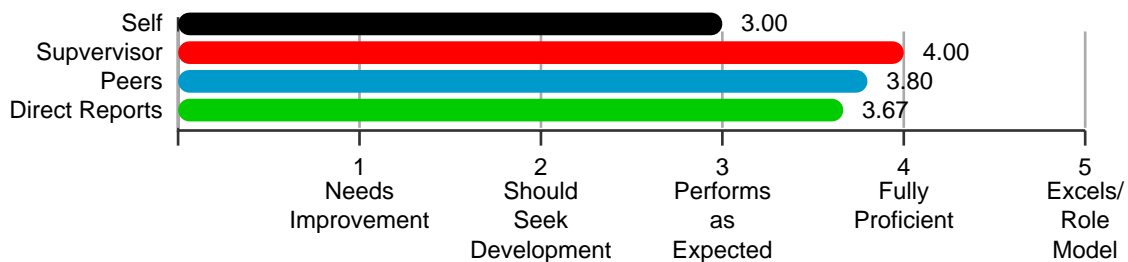 Self 3.00
Supvervisor 4.00
Peers 3.80
Direct Reports 3.67
1 2 3 4 5
Needs Should Performs Fully Excels/
Improvement Seek as Proficient Role
Development Expected Model